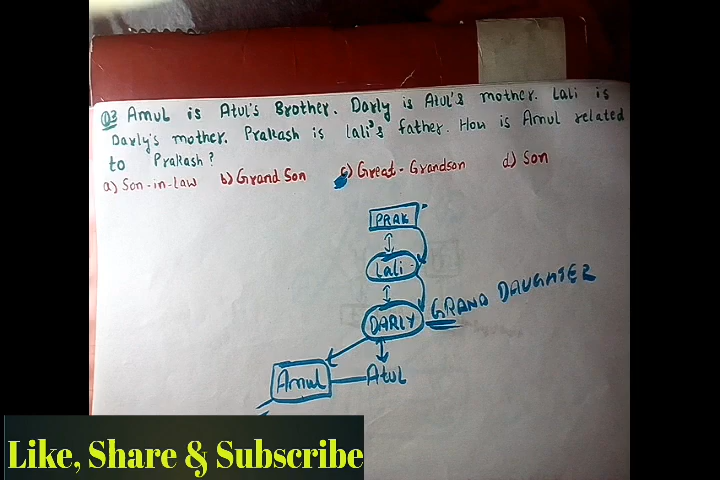 Q3 Amul is Atul's Brother. Darly is Atul's mother. Lali is
Darly's mother. Prakash is lali's father. How is Amul related
to Prakash?
a) Son-in-Law b) Grand Son c) Great-Grandson d) Son
PRAK
Lali
DARLY GRAND DAUGHTER
Amul Atul
Like, Share & Subscribe